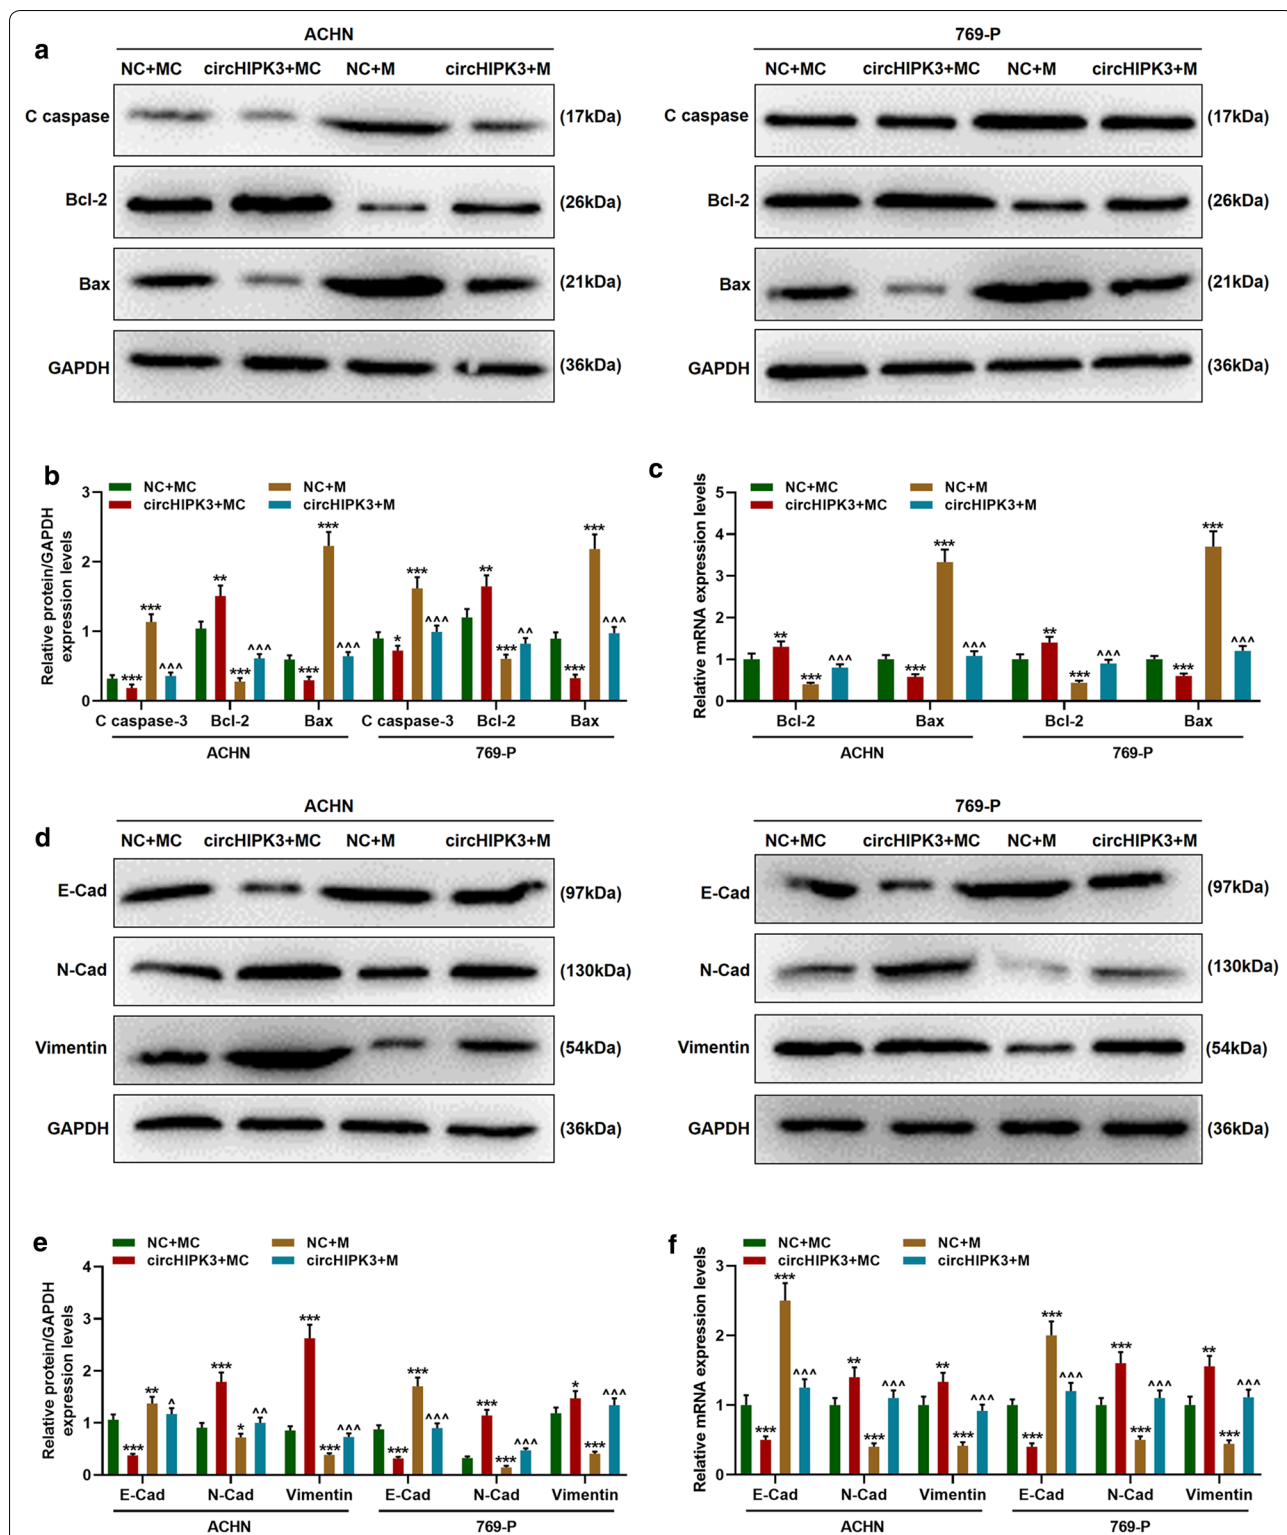 a
ACHN
NC+MC circHIPK3+MC NC+M circHIPK3+M
C caspase (17kDa)
Bcl-2 (26kDa)
Bax (21kDa)
GAPDH (36kDa)
769-P
NC+MC circHIPK3+MC NC+M circHIPK3+M
C caspase (17kDa)
Bcl-2 (26kDa)
Bax (21kDa)
GAPDH (36kDa)
b
NC+MC NC+M
circHIPK3+MC circHIPK3+M
Relative protein/GAPDH
expression levels
3
2
1
0
*** *** ^^^ ** *** ^^^ *** *** ^^^ * *** ^^^ ** *** ^^ *** *** ^^^
C caspase-3 Bcl-2 Bax C caspase-3 Bcl-2 Bax
ACHN 769-P
c
NC+MC NC+M
circHIPK3+MC circHIPK3+M
Relative mRNA expression levels
5
4
3
2
1
0
** *** ^^^ *** *** ^^^ ** *** ^^^ *** *** ^^^
Bcl-2 Bax Bcl-2 Bax
ACHN 769-P
d
ACHN
NC+MC circHIPK3+MC NC+M circHIPK3+M
E-Cad (97kDa)
N-Cad (130kDa)
Vimentin (54kDa)
GAPDH (36kDa)
769-P
NC+MC circHIPK3+MC NC+M circHIPK3+M
E-Cad (97kDa)
N-Cad (130kDa)
Vimentin (54kDa)
GAPDH (36kDa)
e
NC+MC NC+M
circHIPK3+MC circHIPK3+M
Relative protein/GAPDH
expression levels
4
3
2
1
0
*** ** ^ *** * ^^ *** *** ^^^ *** *** ^^^ *** *** ^^^ * *** ^^^
E-Cad N-Cad Vimentin E-Cad N-Cad Vimentin
ACHN 769-P
f
NC+MC NC+M
circHIPK3+MC circHIPK3+M
Relative mRNA expression levels
3
2
1
0
*** *** ^^^ ** *** ^^^ ** *** ^^^ *** *** ^^^ *** *** ^^^ ** *** ^^^
E-Cad N-Cad Vimentin E-Cad N-Cad Vimentin
ACHN 769-P